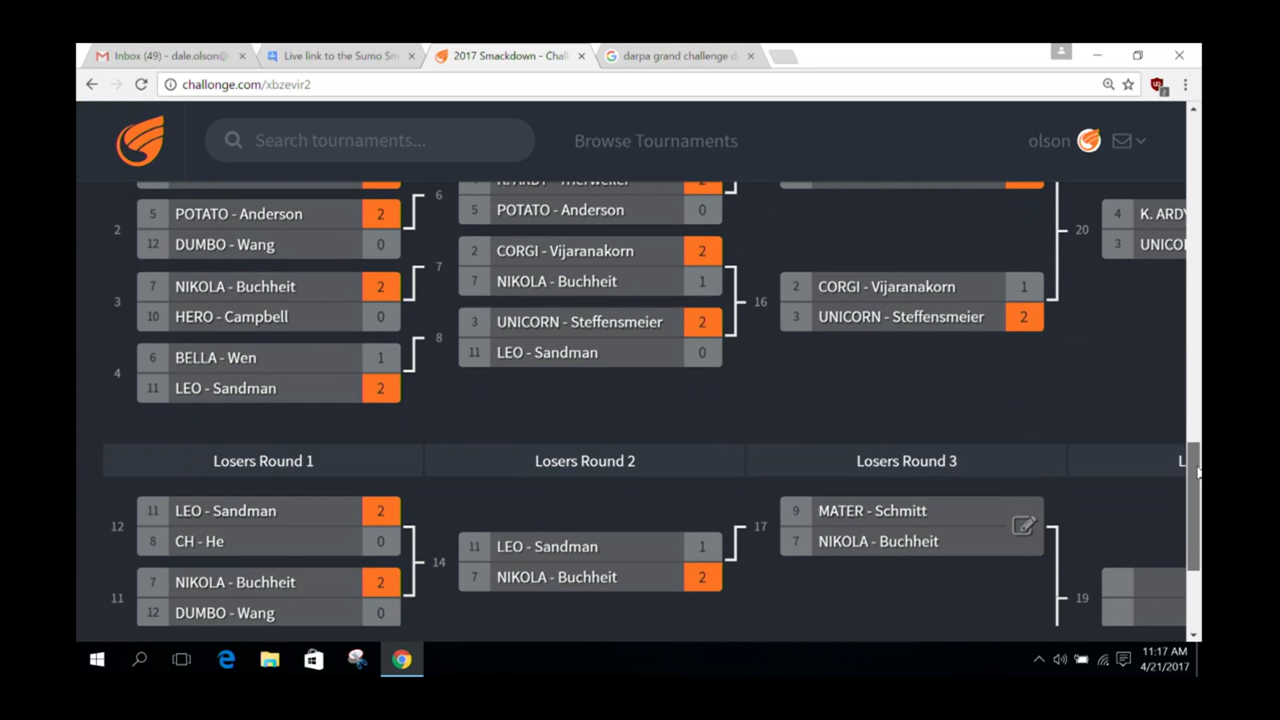 Inbox (49) - dale.olson@
Live link to the Sumo Sm
2017 Smackdown - Chall
darpa grand challenge d
challonge.com/xbzevir2
Search tournaments...
Browse Tournaments
olson
2
5 POTATO - Anderson 2
12 DUMBO - Wang 0
3
7 NIKOLA - Buchheit 2
10 HERO - Campbell 0
4
6 BELLA - Wen 1
11 LEO - Sandman 2
6
5 POTATO - Anderson 0
7
2 CORGI - Vijaranakorn 2
7 NIKOLA - Buchheit 1
8
3 UNICORN - Steffensmeier 2
11 LEO - Sandman 0
16
2 CORGI - Vijaranakorn 1
3 UNICORN - Steffensmeier 2
20
4 K. ARDY
3 UNICO
Losers Round 1
Losers Round 2
Losers Round 3
L
12
11 LEO - Sandman 2
8 CH - He 0
11
7 NIKOLA - Buchheit 2
12 DUMBO - Wang 0
14
11 LEO - Sandman 1
7 NIKOLA - Buchheit 2
17
9 MATER - Schmitt
7 NIKOLA - Buchheit
19
11:17 AM
4/21/2017